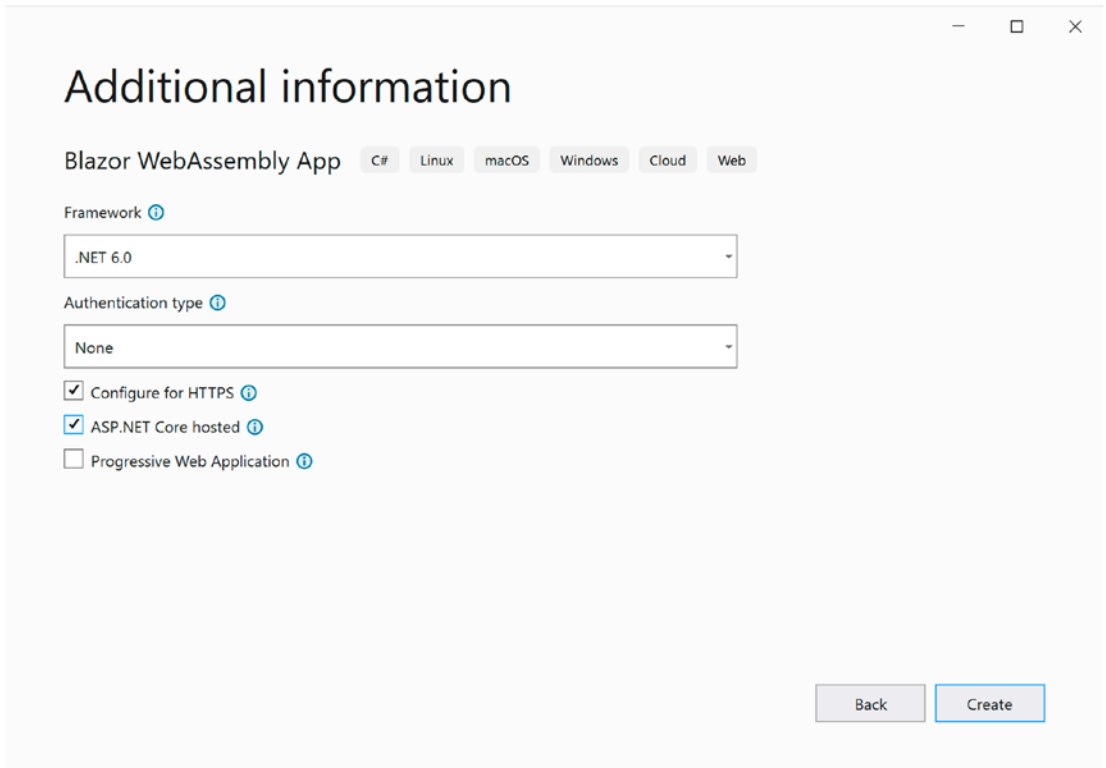 Additional information
Blazor WebAssembly App C# Linux macOS Windows Cloud Web
Framework
.NET 6.0
Authentication type
None
Configure for HTTPS
ASP.NET Core hosted
Progressive Web Application
Back Create